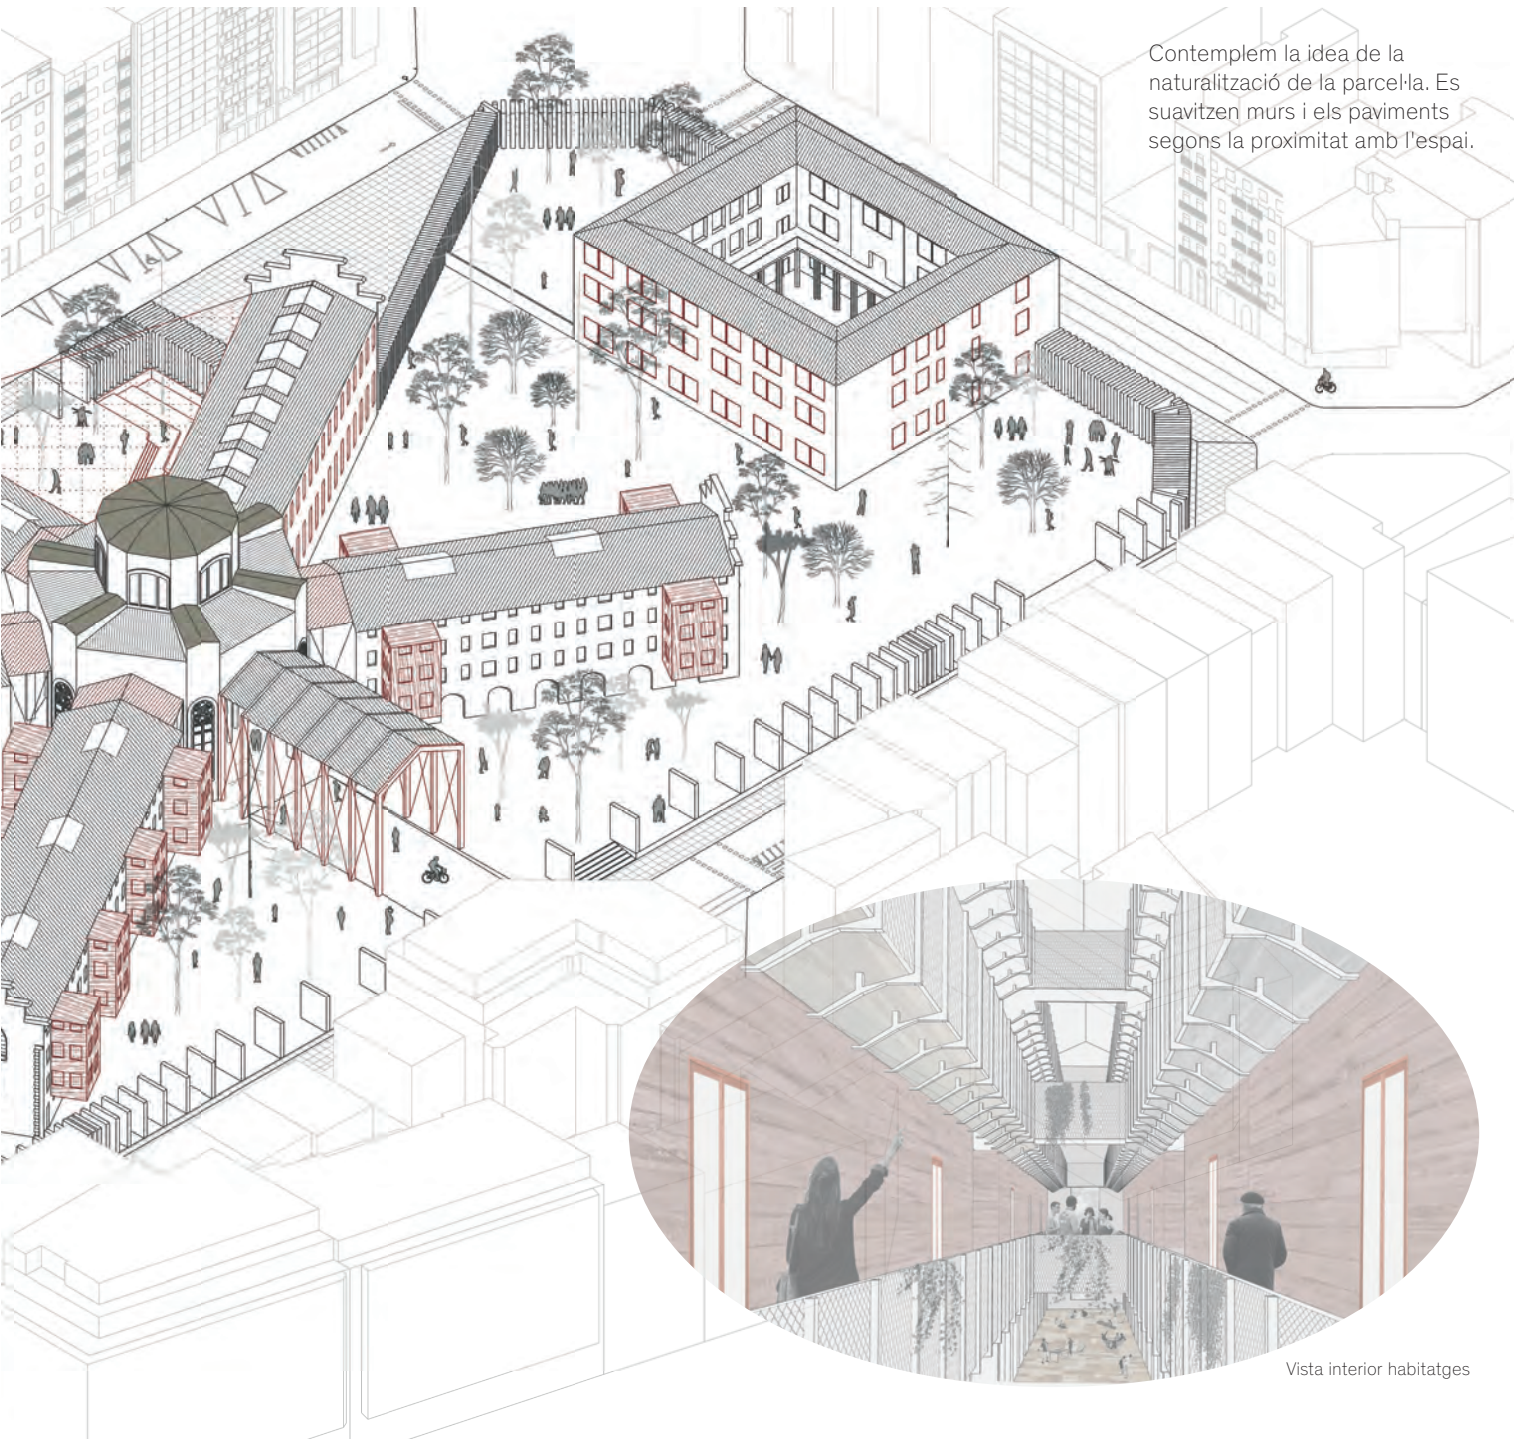 Contemplem la idea de la
naturalització de la parcel·la. Es
suavitzen murs i els paviments
segons la proximitat amb l'espai.
Vista interior habitatges